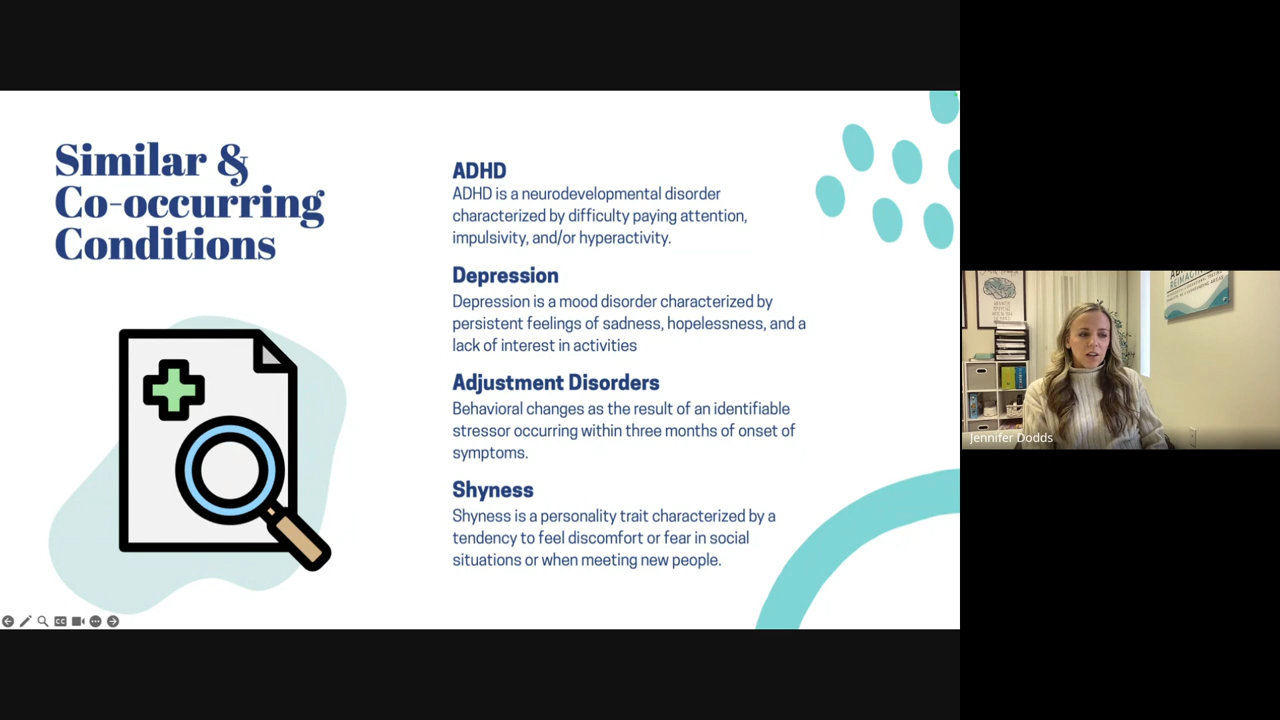 Similar &
Co-occurring
Conditions
ADHD
ADHD is a neurodevelopmental disorder
characterized by difficulty paying attention,
impulsivity, and/or hyperactivity.
Depression
Depression is a mood disorder characterized by
persistent feelings of sadness, hopelessness, and a
lack of interest in activities
Adjustment Disorders
Behavioral changes as the result of an identifiable
stressor occurring within three months of onset of
symptoms.
Shyness
Shyness is a personality trait characterized by a
tendency to feel discomfort or fear in social
situations or when meeting new people.
CC
Jennifer Dodds